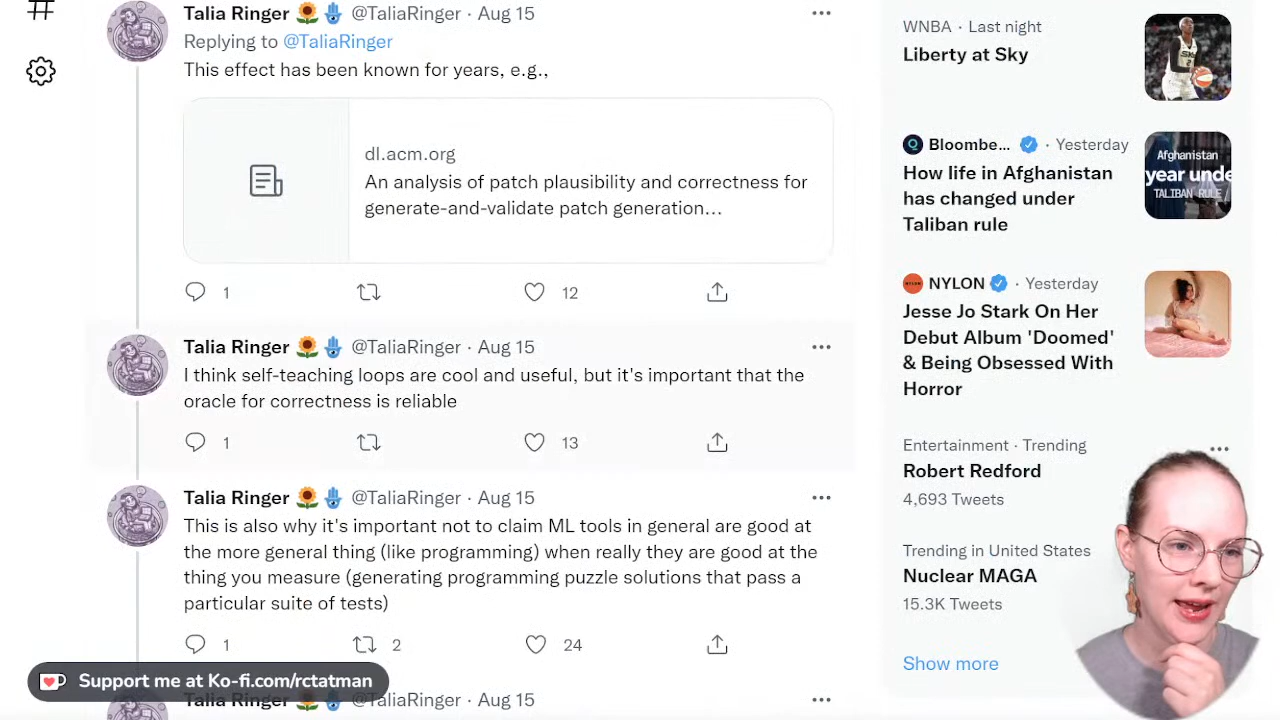 Talia Ringer 🌻🪬 @TaliaRinger · Aug 15
Replying to @TaliaRinger
This effect has been known for years, e.g.,
dl.acm.org
An analysis of patch plausibility and correctness for
generate-and-validate patch generation...
1 12
Talia Ringer 🌻🪬 @TaliaRinger · Aug 15
I think self-teaching loops are cool and useful, but it's important that the
oracle for correctness is reliable
1 13
Talia Ringer 🌻🪬 @TaliaRinger · Aug 15
This is also why it's important not to claim ML tools in general are good at
the more general thing (like programming) when really they are good at the
thing you measure (generating programming puzzle solutions that pass a
particular suite of tests)
1 2 24
Talia Ringer 🌻🪬 @TaliaRinger · Aug 15
Support me at Ko-fi.com/rctatman
WNBA · Last night
Liberty at Sky
Bloombe... · Yesterday
How life in Afghanistan
has changed under
Taliban rule
Afghanistan
year unde
TALIBAN RULE /
NYLON · Yesterday
Jesse Jo Stark On Her
Debut Album 'Doomed'
& Being Obsessed With
Horror
Entertainment · Trending
Robert Redford
4,693 Tweets
Trending in United States
Nuclear MAGA
15.3K Tweets
Show more